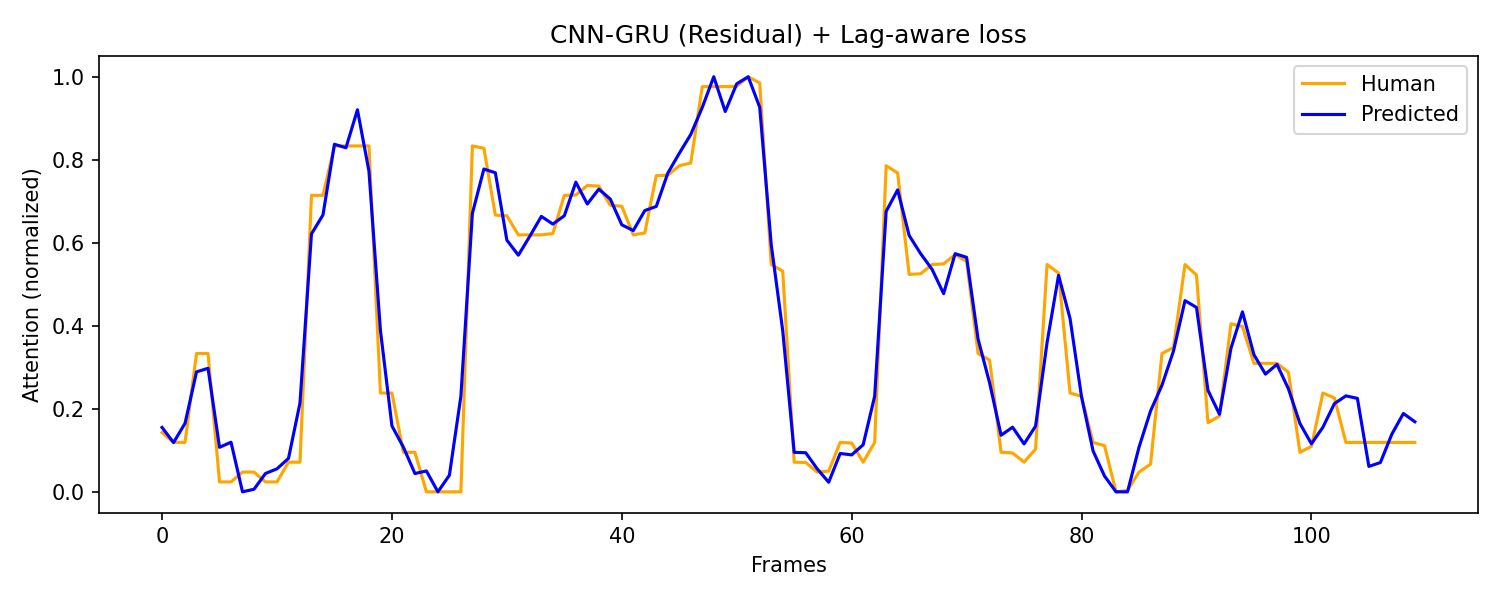 CNN-GRU (Residual) + Lag-aware loss
Human
Predicted
Attention (normalized)
1.0
0.8
0.6
0.4
0.2
0.0
0 20 40 60 80 100
Frames